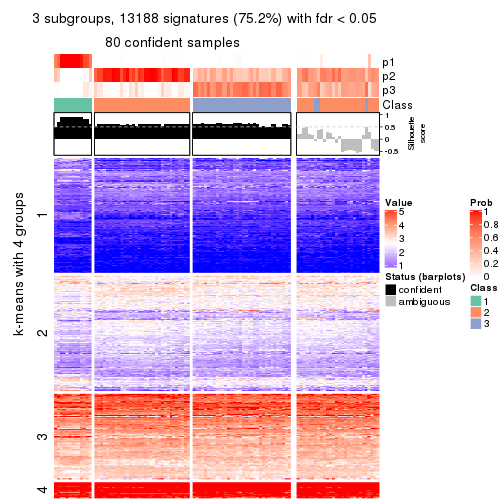 3 subgroups, 13188 signatures (75.2%) with fdr < 0.05
80 confident samples
p1
p2
p3
Class
1
0.5
0
-0.5
Silhouette
score
k-means with 4 groups
1
2
3
4
Value
5
4
3
2
1
Status (barplots)
confident
ambiguous
Prob
1
0.8
0.6
0.4
0.2
0
Class
1
2
3